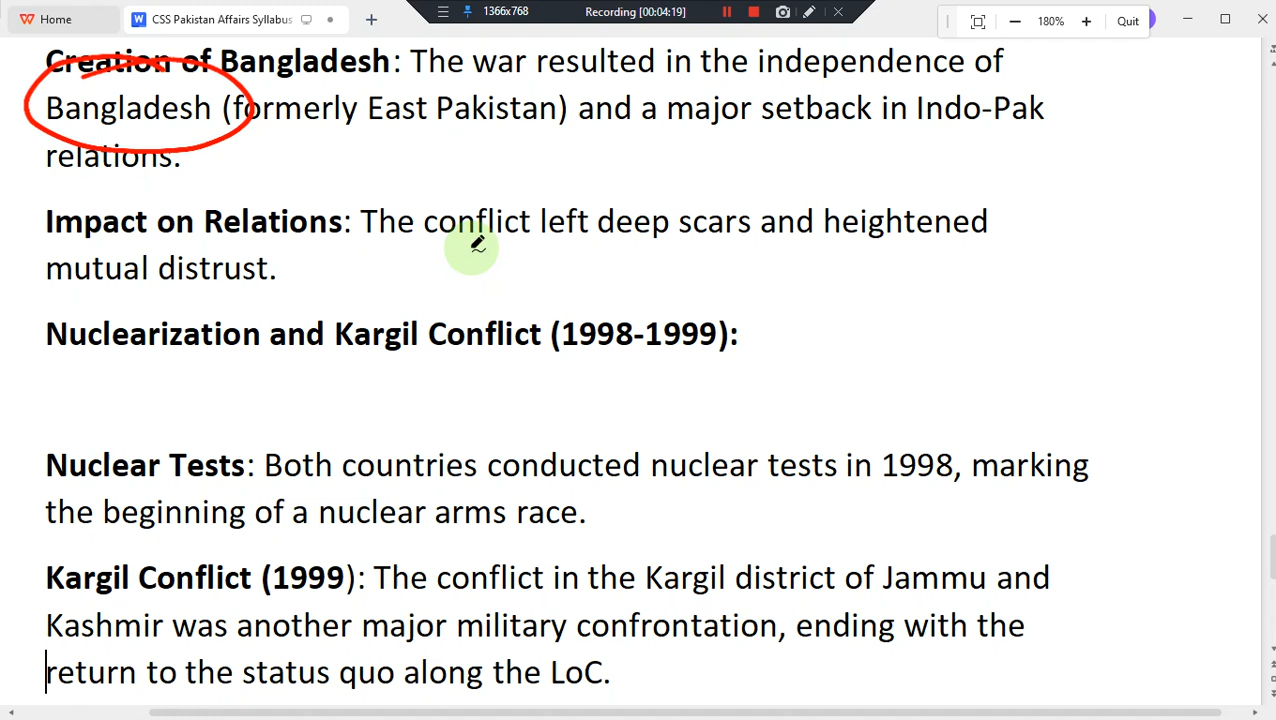 Home
CSS Pakistan Affairs Syllabus
1366x768
Recording [00:04:19]
180%
Quit
Creation of Bangladesh: The war resulted in the independence of
Bangladesh (formerly East Pakistan) and a major setback in Indo-Pak
relations.
Impact on Relations: The conflict left deep scars and heightened
mutual distrust.
Nuclearization and Kargil Conflict (1998-1999):
Nuclear Tests: Both countries conducted nuclear tests in 1998, marking
the beginning of a nuclear arms race.
Kargil Conflict (1999): The conflict in the Kargil district of Jammu and
Kashmir was another major military confrontation, ending with the
return to the status quo along the LoC.